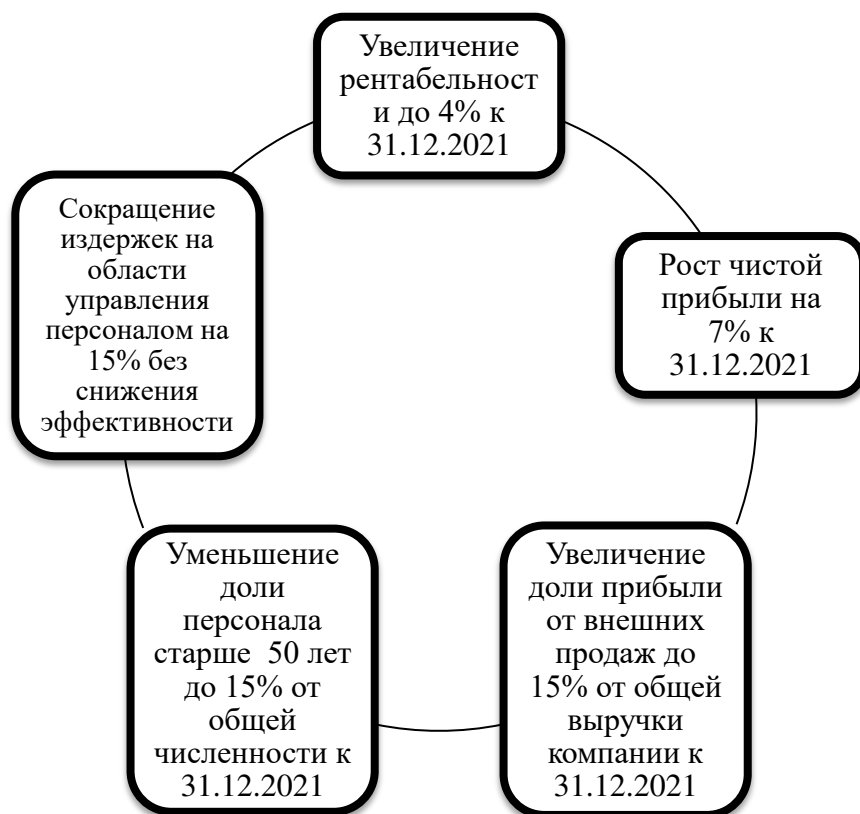 Увеличение
рентабельност
и до 4% к
31.12.2021
Рост чистой
прибыли на
7% к
31.12.2021
Увеличение
доли прибыли
от внешних
продаж до
15% от общей
выручки
компании к
31.12.2021
Уменьшение
доли
персонала
старше 50 лет
до 15% от
общей
численности к
31.12.2021
Сокращение
издержек на
области
управления
персоналом на
15% без
снижения
эффективности